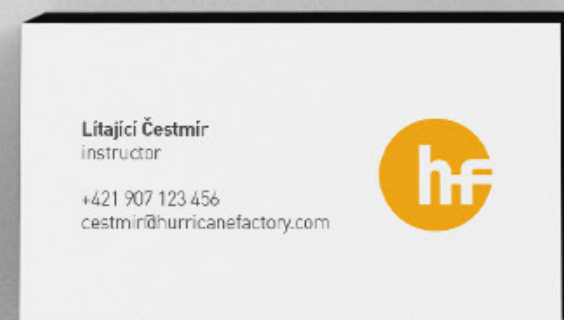 Lítající Čestmír
instructor
+421 907 123 456
cestmir@hurricanefactory.com
hf